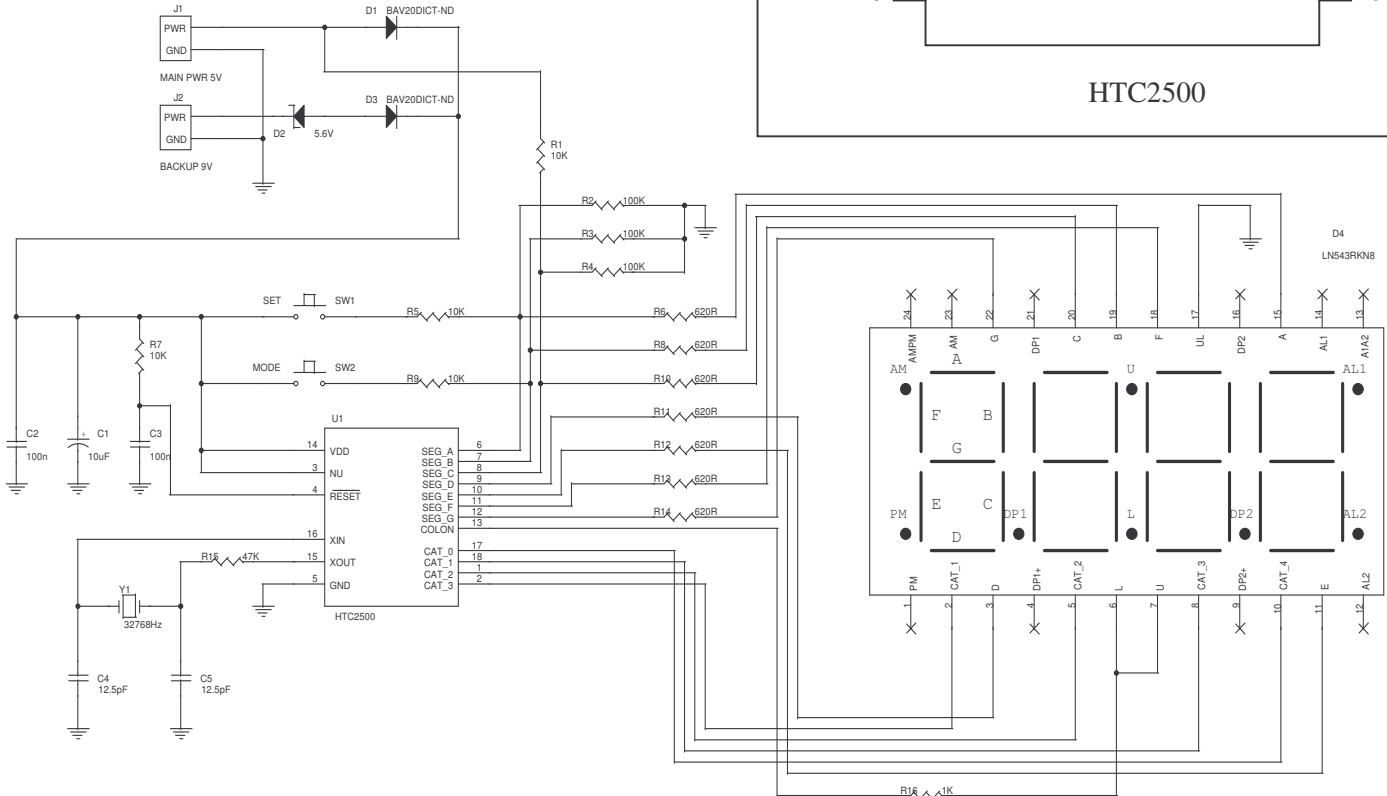 J1
PWR
GND
MAIN PWR 5V
J2
PWR
GND
BACKUP 9V
D1 BAV20DICT-ND
D3 BAV20DICT-ND
D2 5.6V
R1
10K
HTC2500
R2 100K
R3 100K
R4 100K
SET SW1
R5 10K
MODE SW2
R9 10K
R7
10K
C2
100n
C1
+
10uF
C3
100n
R6 620R
R8 620R
R10 620R
R11 620R
R12 620R
R13 620R
R14 620R
U1
14 VDD
3 NU
4 RESET
16 XIN
15 XOUT
5 GND
SEG_A 6
SEG_B 7
SEG_C 8
SEG_D 9
SEG_E 10
SEG_F 11
SEG_G 12
COLON 13
CAT_0 17
CAT_1 18
CAT_2 1
CAT_3 2
HTC2500
R15 47K
Y1
32768Hz
C4
12.5pF
C5
12.5pF
D4
LN543RKN8
24 23 22 21 20 19 18 17 16 15 14 13
AMPM AM G DP1 C B F UL DP2 A AL1 A1A2
AM A U AL1
F B
G
E C
PM DP1 L DP2 AL2
D
PM CAT_1 D DP1+ CAT_2 L U CAT_3 DP2+ CAT_4 E AL2
1 2 3 4 5 6 7 8 9 10 11 12
R16 1K